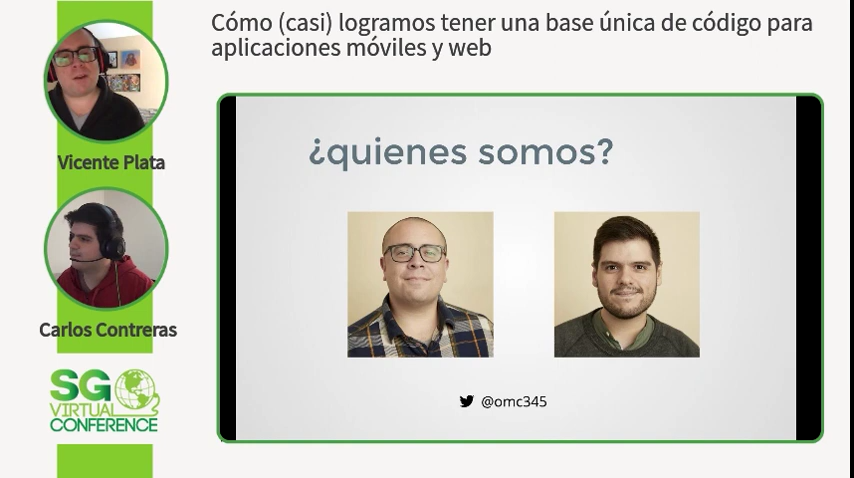 Cómo (casi) logramos tener una base única de código para
aplicaciones móviles y web
Vicente Plata
Carlos Contreras
SG
VIRTUAL
CONFERENCE
¿quienes somos?
@omc345